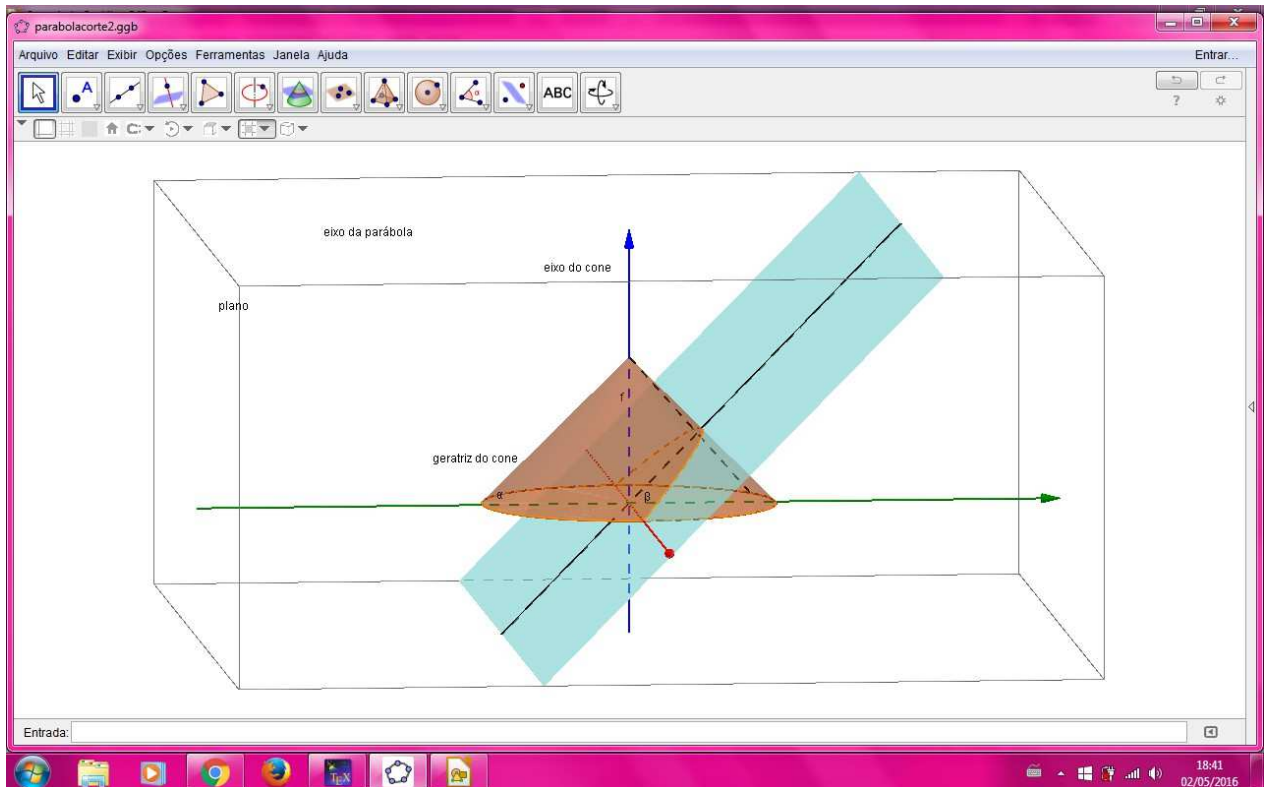 parabolacorte2.ggb
Arquivo Editar Exibir Opções Ferramentas Janela Ajuda
Entrar...
A
ABC
?
eixo da parábola
eixo do cone
plano
geratriz do cone
α
β
Entrada:
TEX
18:41
02/05/2016